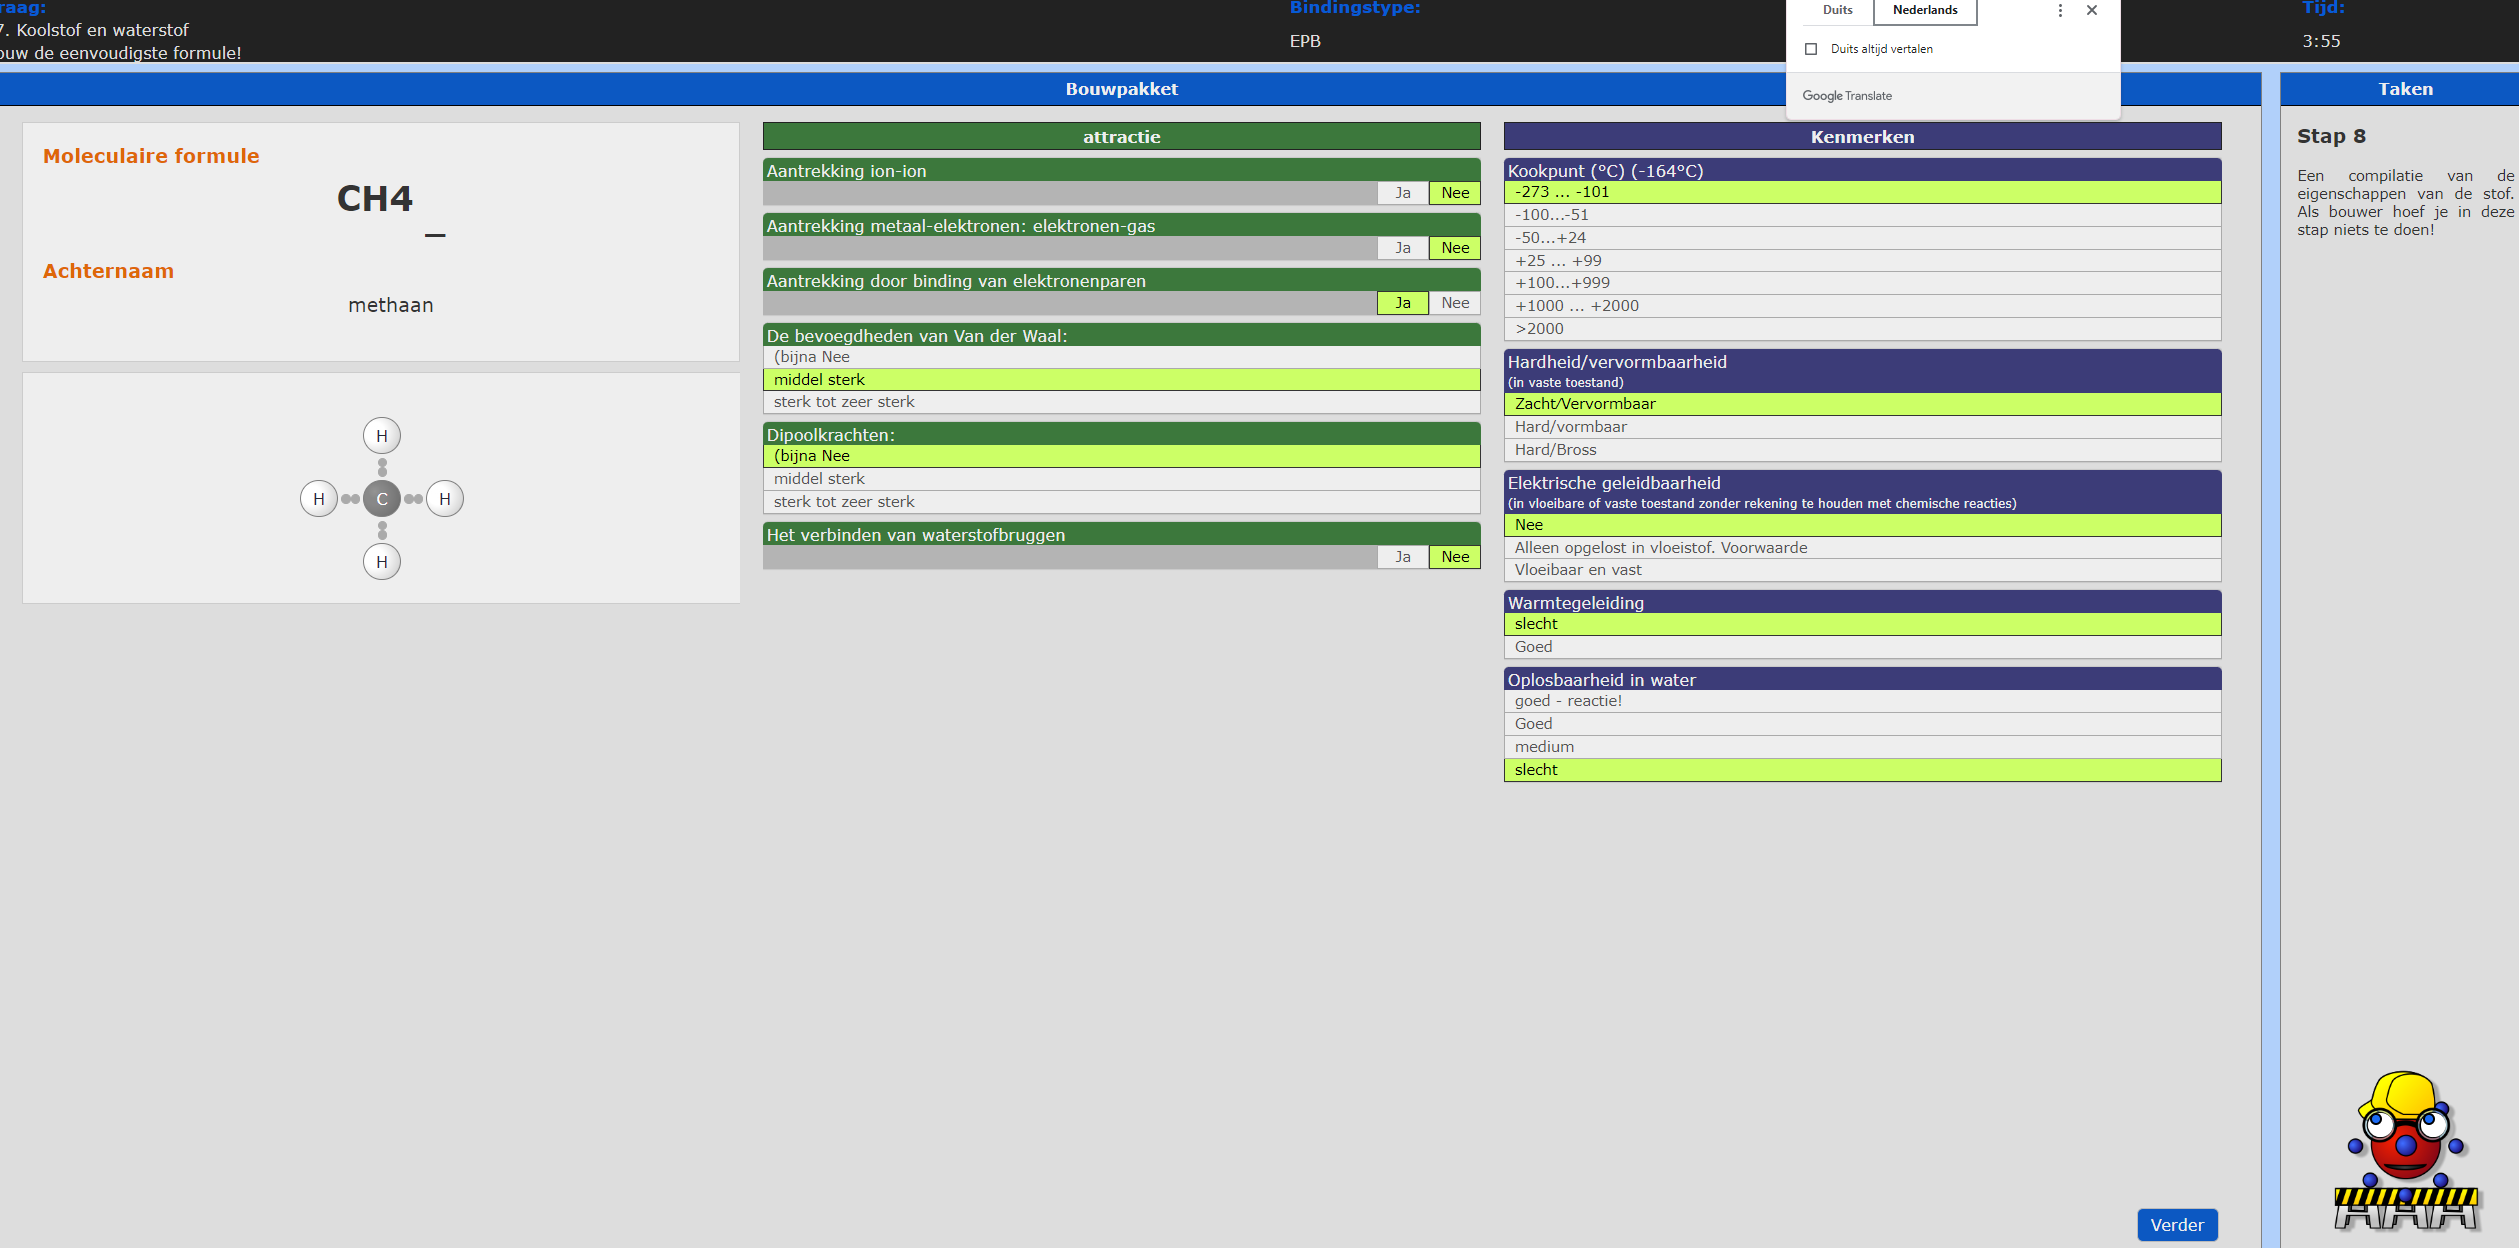 raag:
7. Koolstof en waterstof
ouw de eenvoudigste formule!
Bindingstype:
EPB
Duits
Nederlands
Duits altijd vertalen
Google Translate
Tijd:
3:55
Bouwpakket
Taken
Moleculaire formule
CH4 _
Achternaam
methaan
H
H C H
H
attractie
Aantrekking ion-ion
Ja Nee
Aantrekking metaal-elektronen: elektronen-gas
Ja Nee
Aantrekking door binding van elektronenparen
Ja Nee
De bevoegdheden van Van der Waal:
(bijna Nee
middel sterk
sterk tot zeer sterk
Dipoolkrachten:
(bijna Nee
middel sterk
sterk tot zeer sterk
Het verbinden van waterstofbruggen
Ja Nee
Kenmerken
Kookpunt (°C) (-164°C)
-273 ... -101
-100...-51
-50...+24
+25 ... +99
+100...+999
+1000 ... +2000
>2000
Hardheid/vervormbaarheid
(in vaste toestand)
Zacht/Vervormbaar
Hard/vormbaar
Hard/Bross
Elektrische geleidbaarheid
(in vloeibare of vaste toestand zonder rekening te houden met chemische reacties)
Nee
Alleen opgelost in vloeistof. Voorwaarde
Vloeibaar en vast
Warmtegeleiding
slecht
Goed
Oplosbaarheid in water
goed - reactie!
Goed
medium
slecht
Stap 8
Een compilatie van de
eigenschappen van de stof.
Als bouwer hoef je in deze
stap niets te doen!
Verder